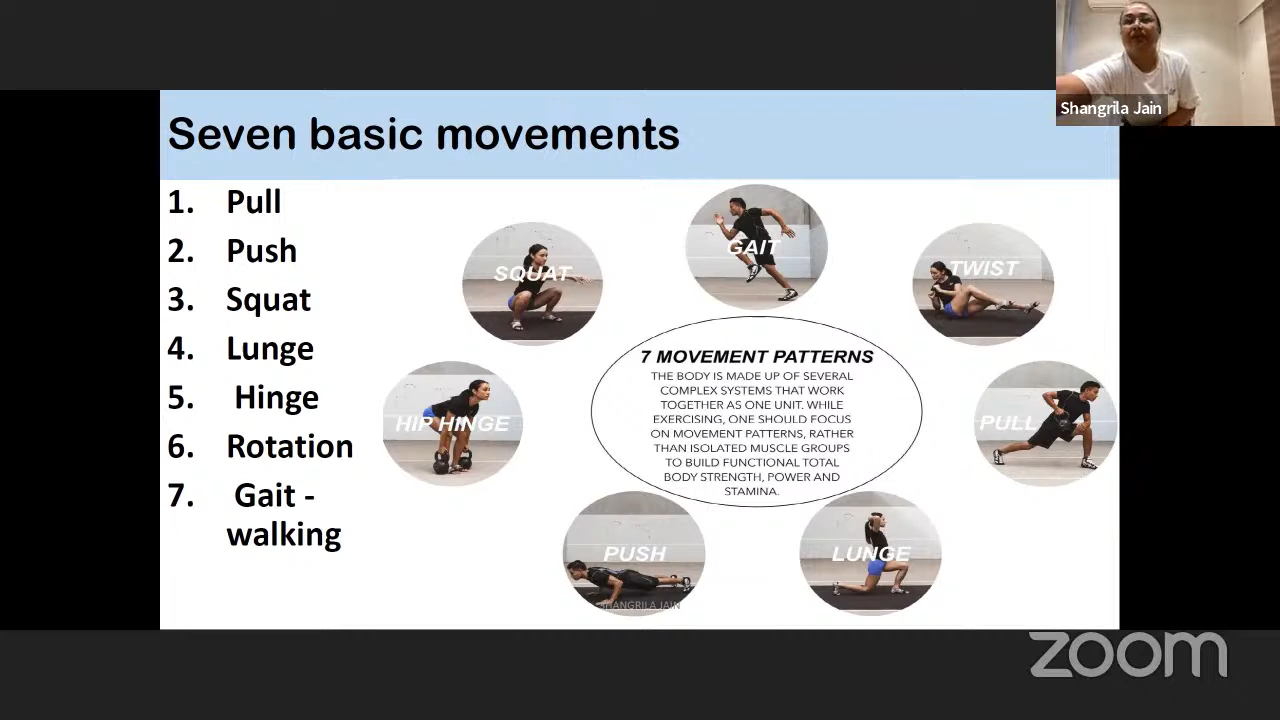 Shangrila Jain
Seven basic movements
1. Pull
2. Push
3. Squat
4. Lunge
5. Hinge
6. Rotation
7. Gait -
walking
SQUAT
GAIT
TWIST
HIP HINGE
7 MOVEMENT PATTERNS
THE BODY IS MADE UP OF SEVERAL
COMPLEX SYSTEMS THAT WORK
TOGETHER AS ONE UNIT. WHILE
EXERCISING, ONE SHOULD FOCUS
ON MOVEMENT PATTERNS, RATHER
THAN ISOLATED MUSCLE GROUPS
TO BUILD FUNCTIONAL TOTAL
BODY STRENGTH, POWER AND
STAMINA.
PULL
PUSH
LUNGE
SHANGRILA JAIN
zoom